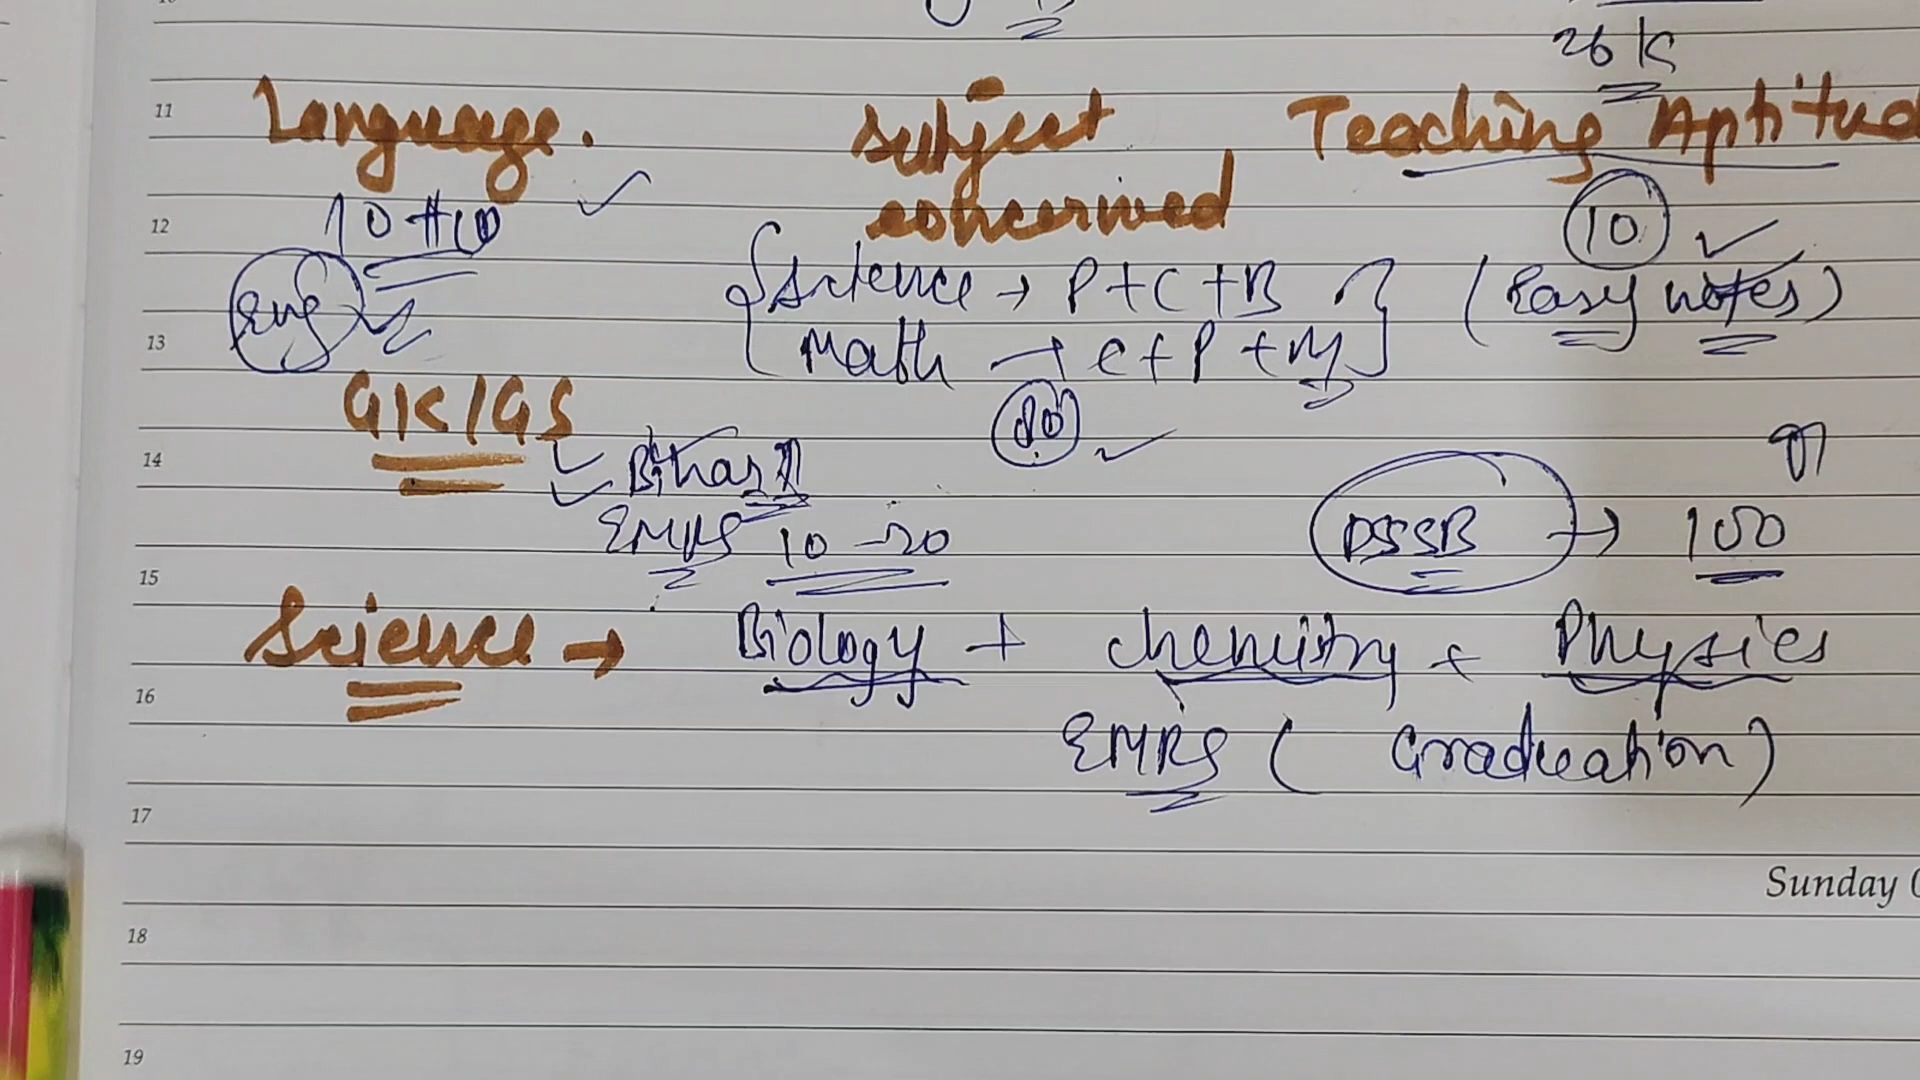 26 K
11
Language.
subject
concerned
Teaching Aptitud
12
10 + 10
10
Eng
Science → P+C+B
(Easy notes)
13
Math → C+P+M
80
GK/GS
14
Bihar
EMRS 10-20
DSSSB → 100
15
Science → Biology + chemistry + Physics
16
EMRS (Graduation)
17
Sunday
18
19